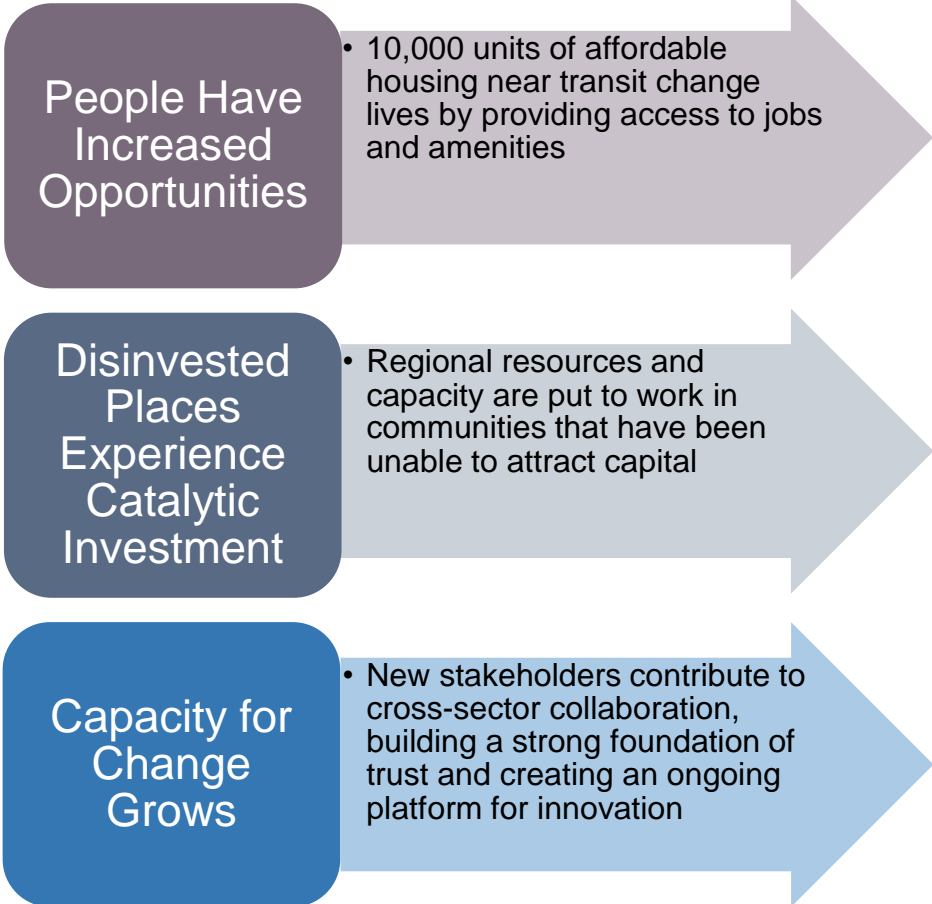 People Have
Increased
Opportunities
• 10,000 units of affordable
housing near transit change
lives by providing access to jobs
and amenities
Disinvested
Places
Experience
Catalytic
Investment
• Regional resources and
capacity are put to work in
communities that have been
unable to attract capital
Capacity for
Change
Grows
• New stakeholders contribute to
cross-sector collaboration,
building a strong foundation of
trust and creating an ongoing
platform for innovation